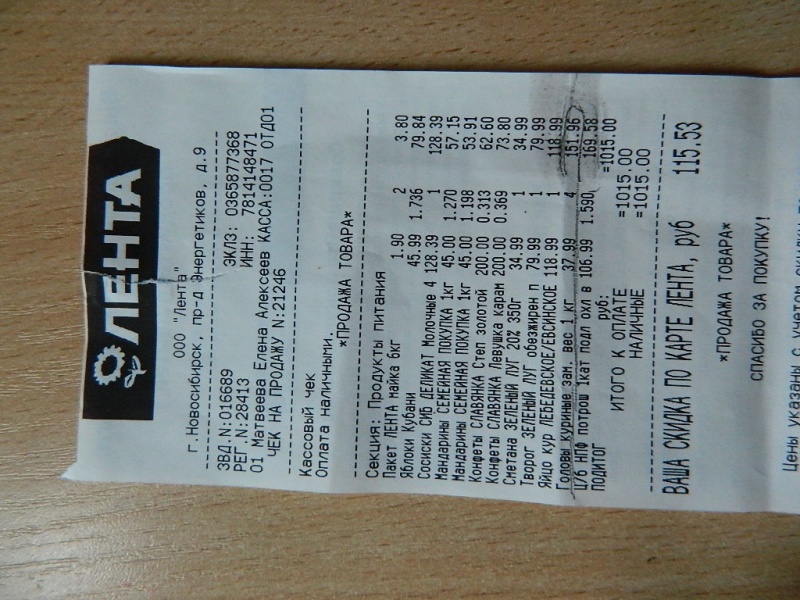 ЛЕНТА
ООО "Лента"
г.Новосибирск, пр-д Энергетиков, д.9
ЗВД.N:016689 ЭКЛЗ: 0365877368
РЕГ N:28413 ИНН: 7814148471
01 Матвеева Елена Алексеев КАССА:0017 ОТД01
ЧЕК НА ПРОДАЖУ N:21246
Кассовый чек
Оплата наличными.
*ПРОДАЖА ТОВАРА*
Секция: Продукты питания
Пакет ЛЕНТА майка 6кг 1.90 2 3.80
Яблоки Кубани 45.99 1.736 79.84
Сосиски СИБ ДЕЛИКАТ Молочные 4 128.39 1 128.39
Мандарины СЕМЕЙНАЯ ПОКУПКА 1кг 45.00 1.270 57.15
Мандарины СЕМЕЙНАЯ ПОКУПКА 1кг 45.00 1.198 53.91
Конфеты СЛАВЯНКА Степ золотой 200.00 0.313 62.60
Конфеты СЛАВЯНКА Левушка карам 200.00 0.369 73.80
Сметана ЗЕЛЕНЫЙ ЛУГ 20% 350г 34.99 1 34.99
Творог ЗЕЛЕНЫЙ ЛУГ обезжирен п 79.99 1 79.99
Яйцо кур ЛЕБЕДЕВСКОЕ/ЕВСИНСКОЕ 118.99 1 118.99
Головы куриные зам. вес 1 кг 37.99 4 151.96
Ц/б НПФ потрош 1кат подл охл в 106.99 1.590 169.58
ПОДИТОГ руб: =1015.00
ИТОГО К ОПЛАТЕ =1015.00
НАЛИЧНЫЕ =1015.00
ВАША СКИДКА ПО КАРТЕ ЛЕНТА, руб 115.53
*ПРОДАЖА ТОВАРА*
СПАСИБО ЗА ПОКУПКУ!
Цены указаны с учетом скидки